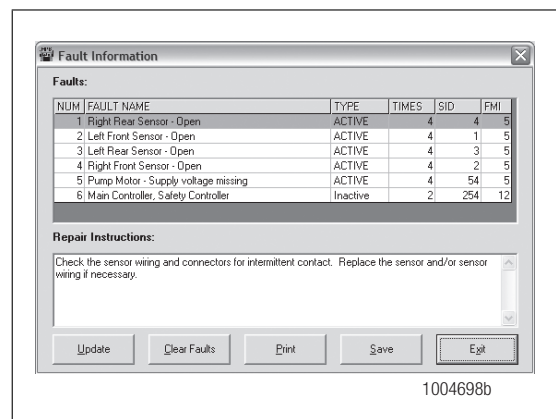 Fault Information
Faults:
NUM FAULT NAME TYPE TIMES SID FMI
1 Right Rear Sensor - Open ACTIVE 4 4 5
2 Left Front Sensor - Open ACTIVE 4 1 5
3 Left Rear Sensor - Open ACTIVE 4 3 5
4 Right Front Sensor - Open ACTIVE 4 2 5
5 Pump Motor - Supply voltage missing ACTIVE 4 54 5
6 Main Controller, Safety Controller Inactive 2 254 12
Repair Instructions:
Check the sensor wiring and connectors for intermittent contact. Replace the sensor and/or sensor
wiring if necessary.
Update Clear Faults Print Save Exit
1004698b